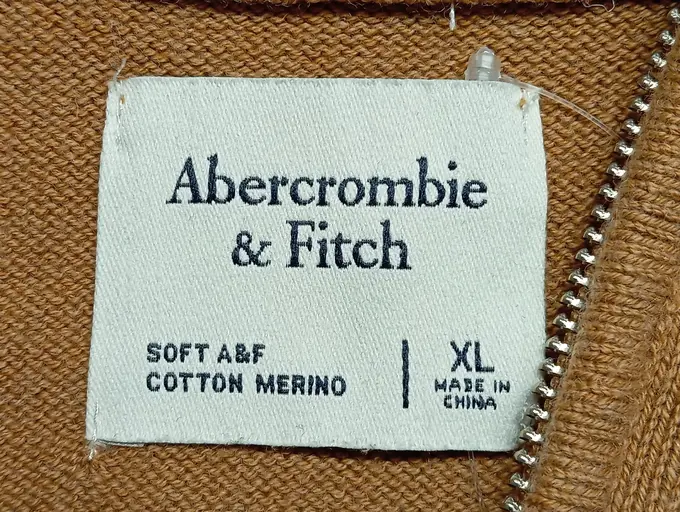 Abercrombie
& Fitch
SOFT A&F
COTTON MERINO
XL
MADE IN
CHINA